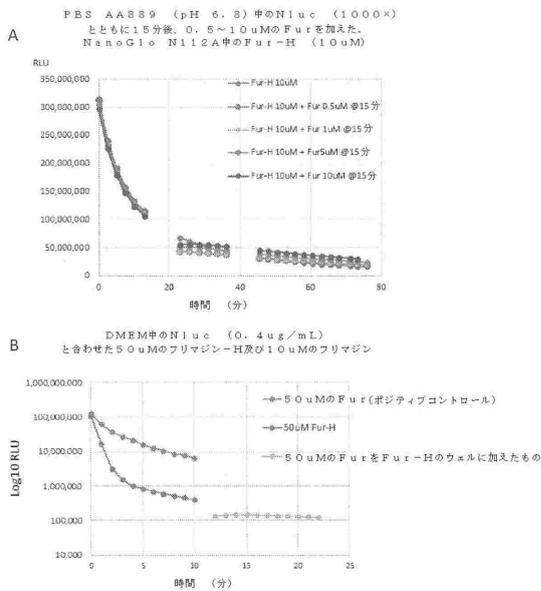 PBS AA889 (pH 6.8)中のNluc (1000×)
とともに15分後、0.5~10uMのFurを加えた、
NanoGlo N112A中のFur-H (10uM)
A
RLU
350,000,000
300,000,000
250,000,000
200,000,000
150,000,000
100,000,000
50,000,000
0
Fur-H 10uM
Fur-H 10uM + Fur 0.5uM @15分
Fur-H 10uM + Fur 1uM @15分
Fur-H 10uM + Fur5uM @15分
Fur-H 10uM + Fur 10uM @15分
0 20 40 60 80
時間 (分)
DMEM中のNluc (0.4ug/mL)
B
と合わせた50uMのフリマジン-H及び10uMのフリマジン
Log10 RLU
1,000,000,000
100,000,000
10,000,000
1,000,000
100,000
10,000
50uMのFur(ポジティブコントロール)
50uM Fur-H
50uMのFurをFur-Hのウェルに加えたもの
0 5 10 15 20 25
時間 (分)